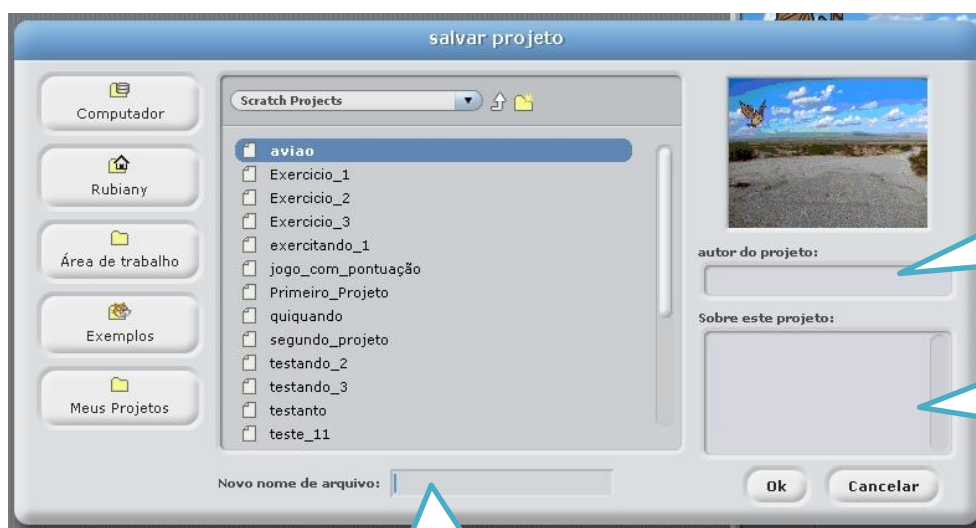 salvar projeto
Computador
Rubiany
Área de trabalho
Exemplos
Meus Projetos
Scratch Projects
aviao
Exercicio_1
Exercicio_2
Exercicio_3
exercitando_1
jogo_com_pontuação
Primeiro_Projeto
quiquando
segundo_projeto
testando_2
testando_3
testanto
teste_11
Novo nome de arquivo:
autor do projeto:
Sobre este projeto:
Ok
Cancelar